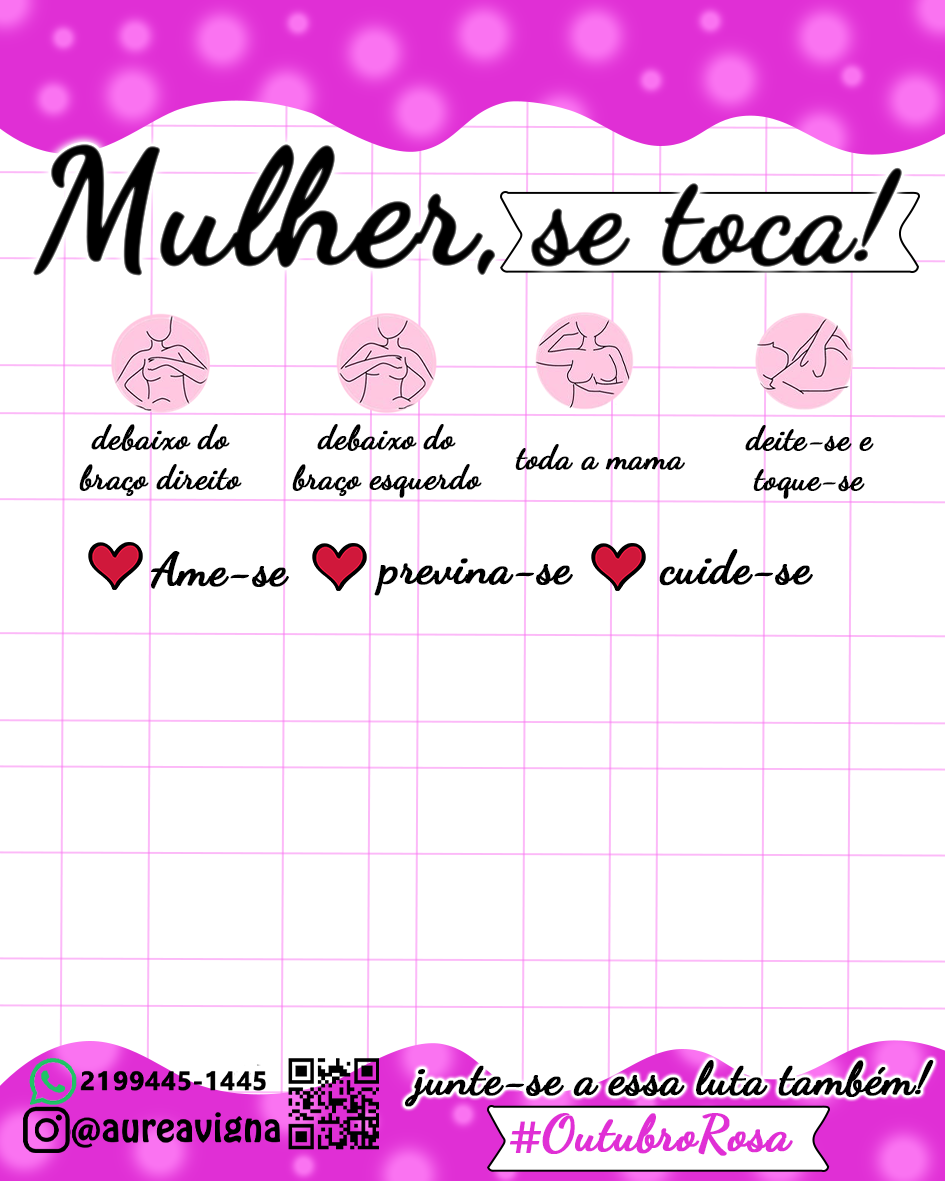 Mulher, se toca!
debaixo do
braço direito
debaixo do
braço esquerdo
toda a mama
deite-se e
toque-se
Ame-se previna-se cuide-se
2199445-1445
@aureavigna
junte-se a essa luta também!
#OutubroRosa